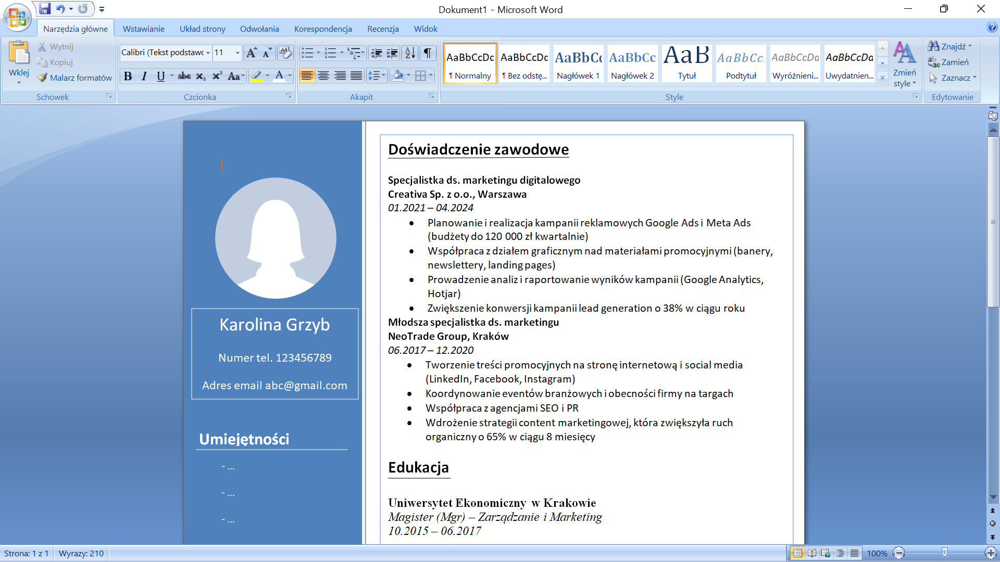 Dokument1 - Microsoft Word
Narzędzia główne
Wstawianie
Układ strony
Odwołania
Korespondencja
Recenzja
Widok
Wklej
Wytnij
Kopiuj
Malarz formatów
Schowek
Calibri (Tekst podstawc
11
B I U abc x₂ x² Aa
Czcionka
Akapit
AaBbCcDc
¶ Normalny
AaBbCcDc
¶ Bez odstę...
AaBbCc
Nagłówek 1
AaBbCc
Nagłówek 2
AaB
Tytuł
AaBbCc.
Podtytuł
AaBbCcDa
Wyróżnieni...
AaBbCcDa
Uwydatnien...
Zmień
style
Style
Znajdź
Zamień
Zaznacz
Edytowanie
Karolina Grzyb
Numer tel. 123456789
Adres email abc@gmail.com
Umiejętności
- ...
- ...
- ...
Doświadczenie zawodowe
Specjalistka ds. marketingu digitalowego
Creativa Sp. z o.o., Warszawa
01.2021 – 04.2024
• Planowanie i realizacja kampanii reklamowych Google Ads i Meta Ads
(budżety do 120 000 zł kwartalnie)
• Współpraca z działem graficznym nad materiałami promocyjnymi (banery,
newslettery, landing pages)
• Prowadzenie analiz i raportowanie wyników kampanii (Google Analytics,
Hotjar)
• Zwiększenie konwersji kampanii lead generation o 38% w ciągu roku
Młodsza specjalistka ds. marketingu
NeoTrade Group, Kraków
06.2017 – 12.2020
• Tworzenie treści promocyjnych na stronę internetową i social media
(LinkedIn, Facebook, Instagram)
• Koordynowanie eventów branżowych i obecności firmy na targach
• Współpraca z agencjami SEO i PR
• Wdrożenie strategii content marketingowej, która zwiększyła ruch
organiczny o 65% w ciągu 8 miesięcy
Edukacja
Uniwersytet Ekonomiczny w Krakowie
Magister (Mgr) – Zarządzanie i Marketing
10.2015 – 06.2017
Strona: 1 z 1
Wyrazy: 210
100%